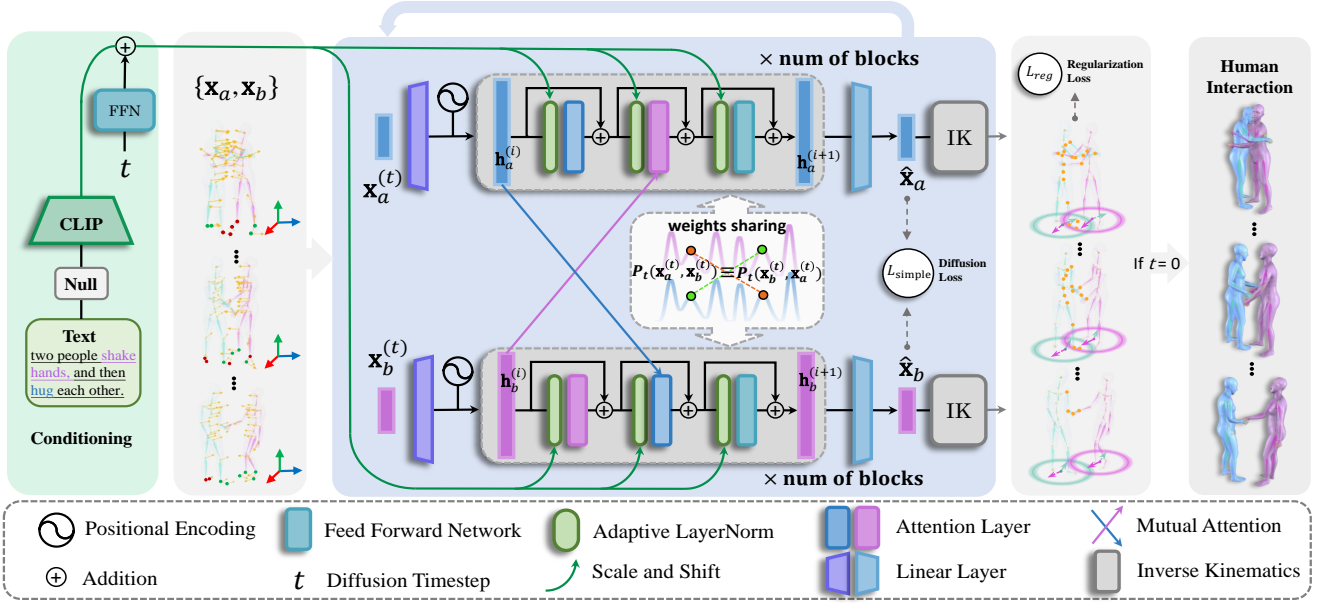 FFN
t
CLIP
Null
Text
two people shake
hands, and then
hug each other.
Conditioning
{𝐱_a, 𝐱_b}
× num of blocks
𝐱_a^(t)
𝐡_a^(i)
𝐡_a^(i+1)
𝐱̂_a
IK
weights sharing
P_t(𝐱_a^(t), 𝐱_b^(t)) ≡ P_t(𝐱_b^(t), 𝐱_a^(t))
L_simple
Diffusion
Loss
𝐱_b^(t)
𝐡_b^(i)
𝐡_b^(i+1)
𝐱̂_b
IK
× num of blocks
L_reg
Regularization
Loss
If t = 0
Human
Interaction
Positional Encoding
Feed Forward Network
Adaptive LayerNorm
Attention Layer
Mutual Attention
Addition
t Diffusion Timestep
Scale and Shift
Linear Layer
Inverse Kinematics